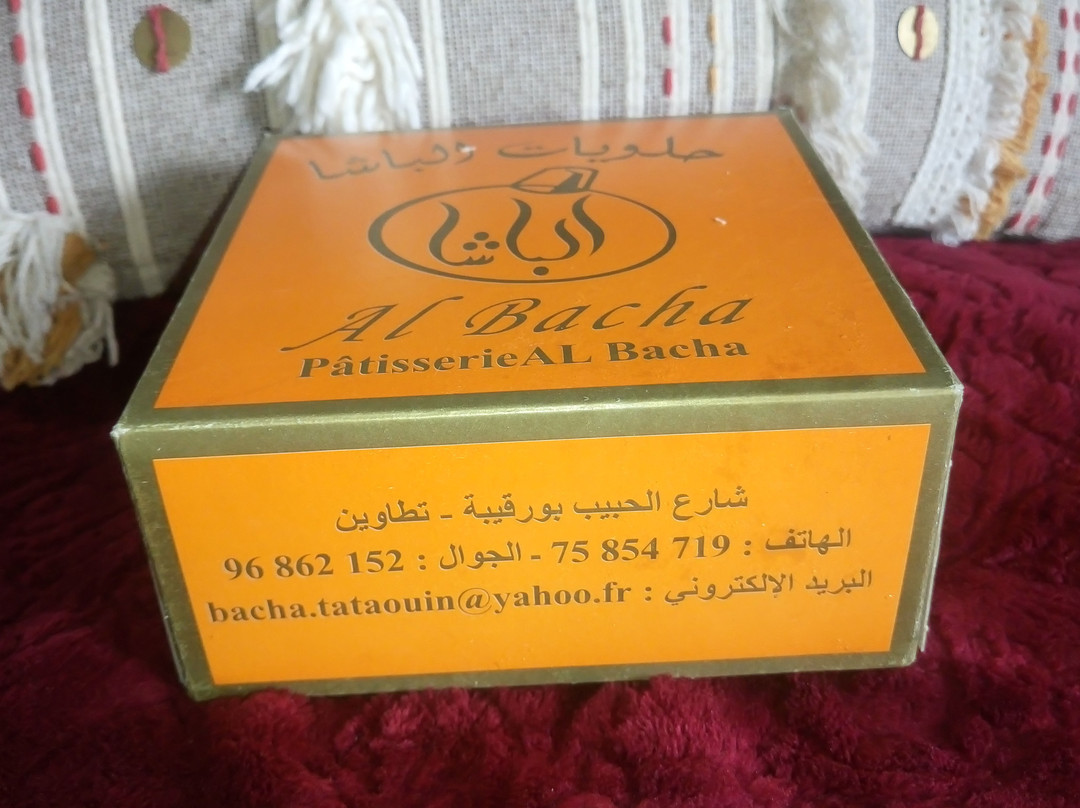 حلويات الباشا
الباشا
Al Bacha
PâtisserieAL Bacha
شارع الحبيب بورقيبة - تطاوين
الهاتف : 719 854 75 - الجوال : 152 862 96
البريد الإلكتروني : bacha.tataouin@yahoo.fr